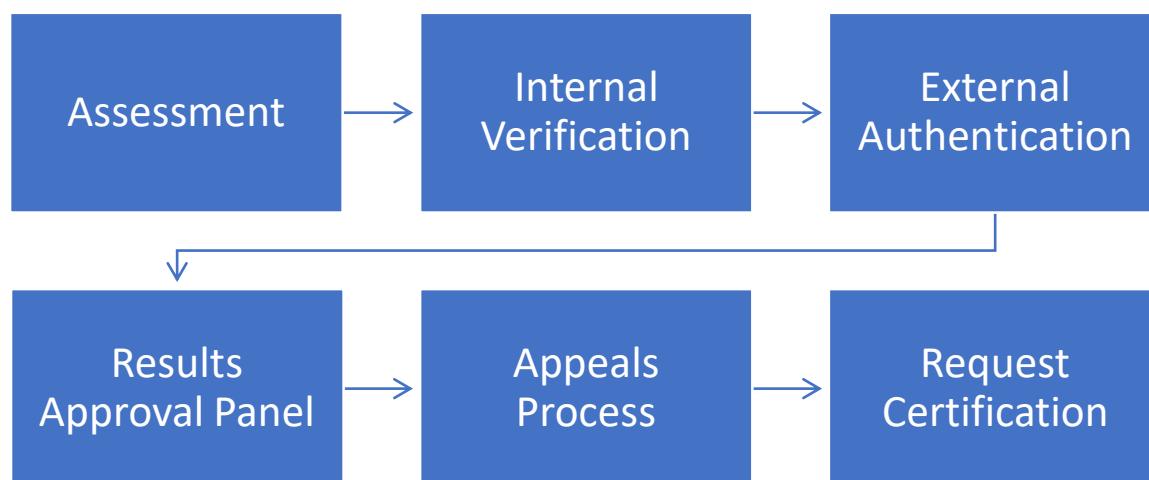 Assessment
Internal
Verification
External
Authentication
Results
Approval Panel
Appeals
Process
Request
Certification